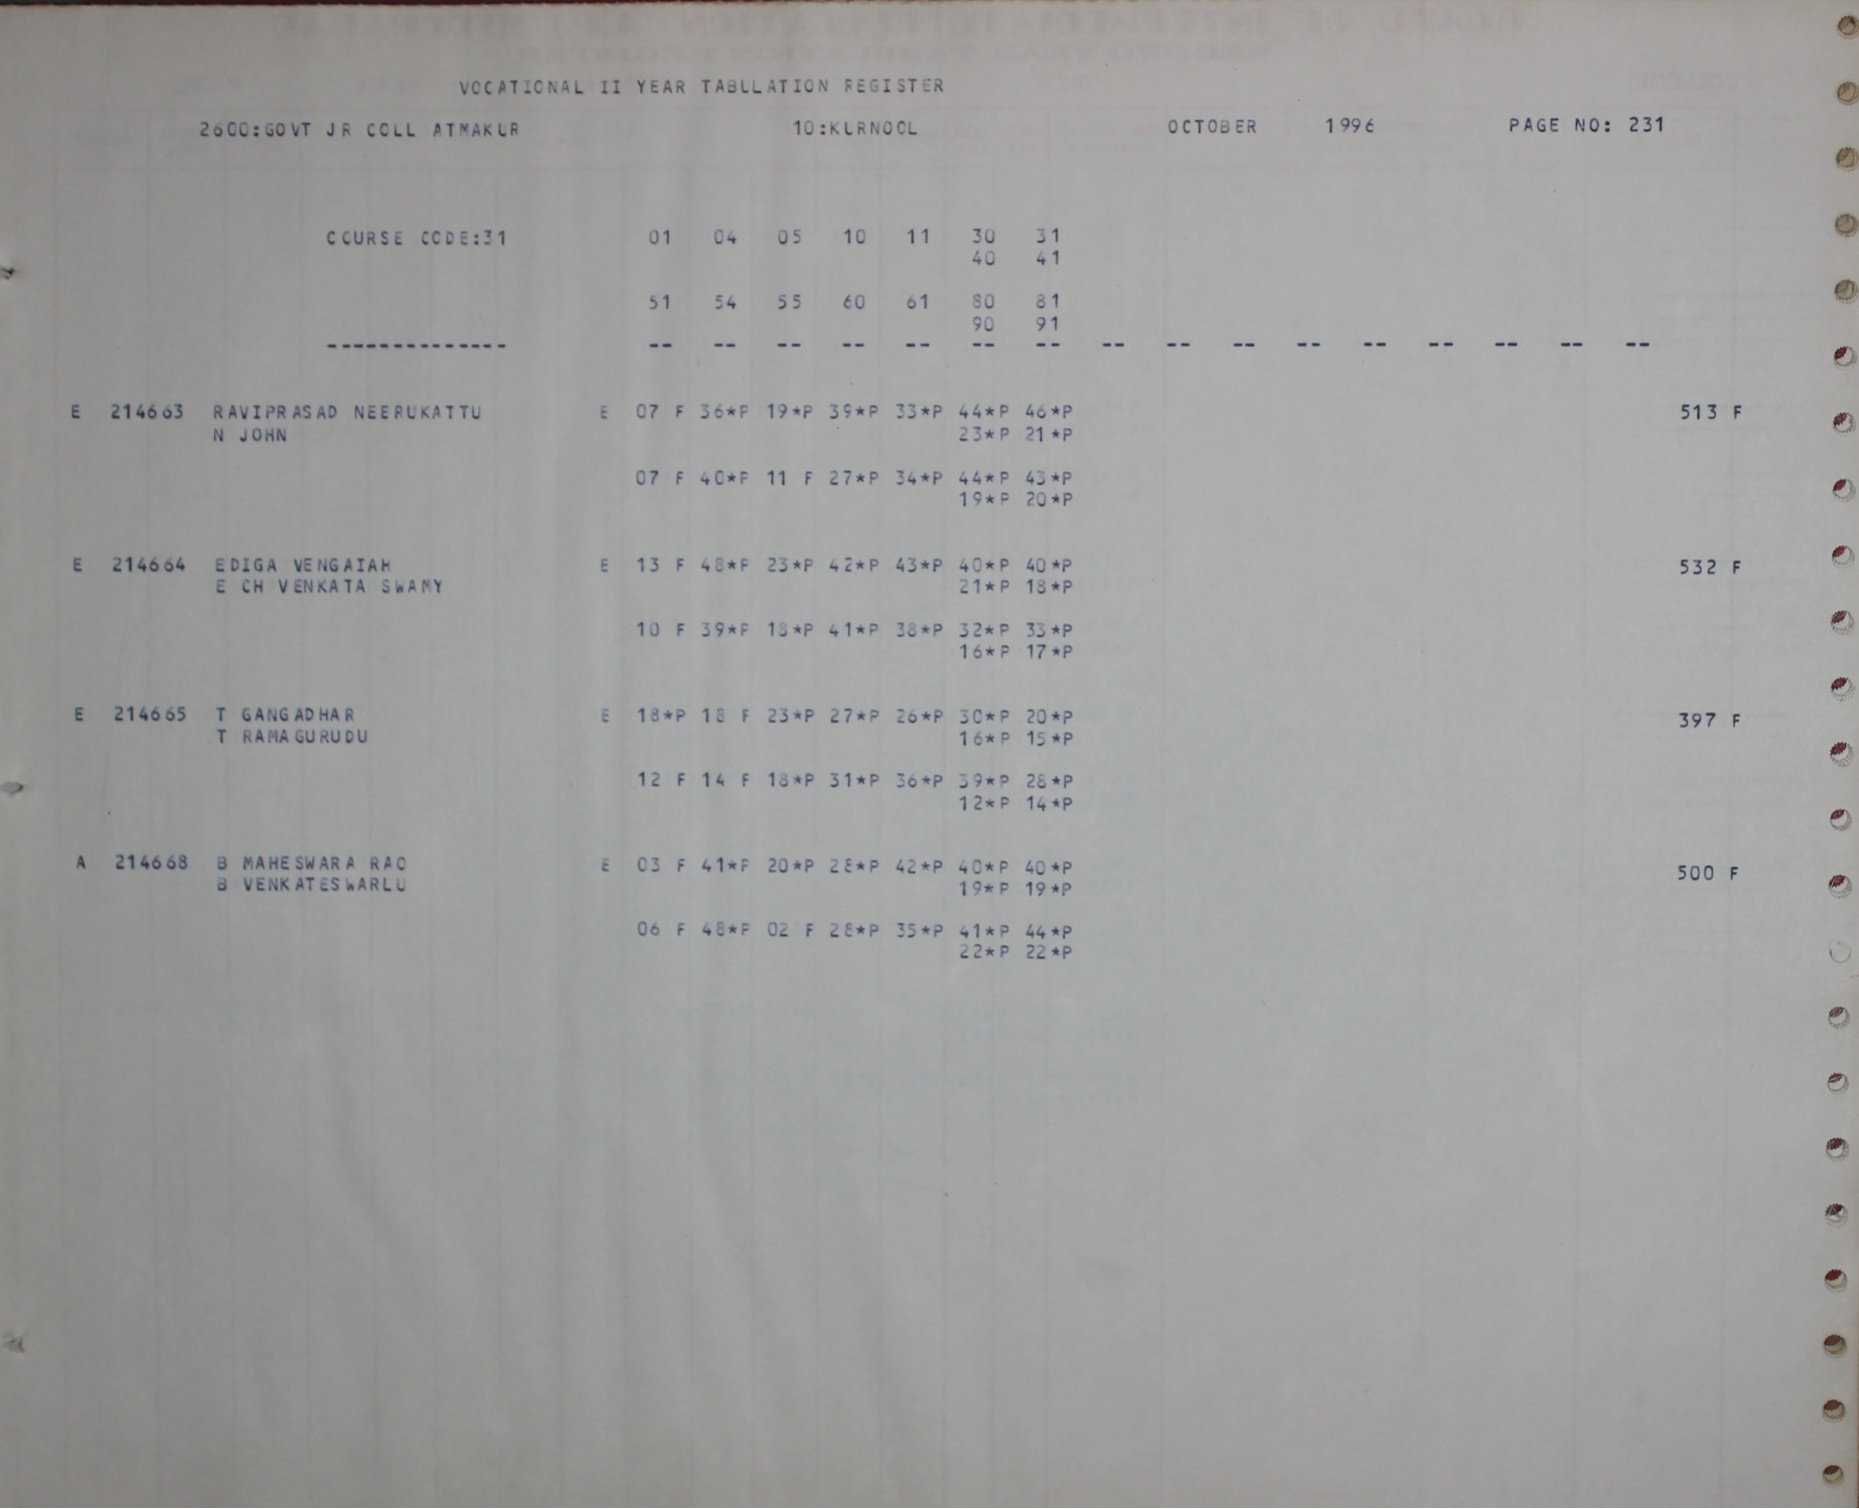 VOCATIONAL II YEAR TABULATION REGISTER
2600:GOVT JR COLL ATMAKUR 10:KURNOOL OCTOBER 1996 PAGE NO: 231
COURSE CODE:31 01 04 05 10 11 30 31
40 41
51 54 55 60 61 80 81
90 91
-------------- -- -- -- -- -- -- -- -- -- -- -- -- -- -- -- --
E 214663 RAVIPRASAD NEERUKATTU E 07 F 36*P 19*P 39*P 33*P 44*P 46*P 513 F
N JOHN 23*P 21*P
07 F 40*P 11 F 27*P 34*P 44*P 43*P
19*P 20*P
E 214664 EDIGA VENGAIAH E 13 F 48*P 23*P 42*P 43*P 40*P 40*P 532 F
E CH VENKATA SWAMY 21*P 18*P
10 F 39*P 18*P 41*P 38*P 32*P 33*P
16*P 17*P
E 214665 T GANGADHAR E 18*P 18 F 23*P 27*P 26*P 30*P 20*P 397 F
T RAMAGURUDU 16*P 15*P
12 F 14 F 18*P 31*P 36*P 39*P 28*P
12*P 14*P
A 214668 B MAHESWARA RAO E 03 F 41*P 20*P 28*P 42*P 40*P 40*P 500 F
B VENKATESWARLU 19*P 19*P
06 F 48*P 02 F 28*P 35*P 41*P 44*P
22*P 22*P